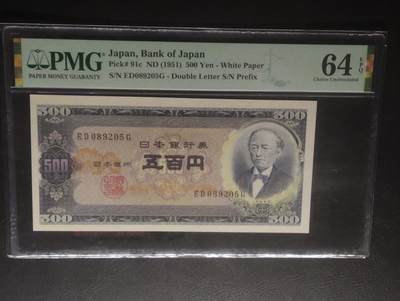 PMG
PAPER MONEY GUARANTY
Japan, Bank of Japan
Pick# 91c ND (1951) 500 Yen - White Paper
S/N ED089205G - Double Letter S/N Prefix
64 EPQ
Choice Uncirculated
500
500
日本銀行券
ED089205G
500
日本銀行
五百円
ED089205G
500
500